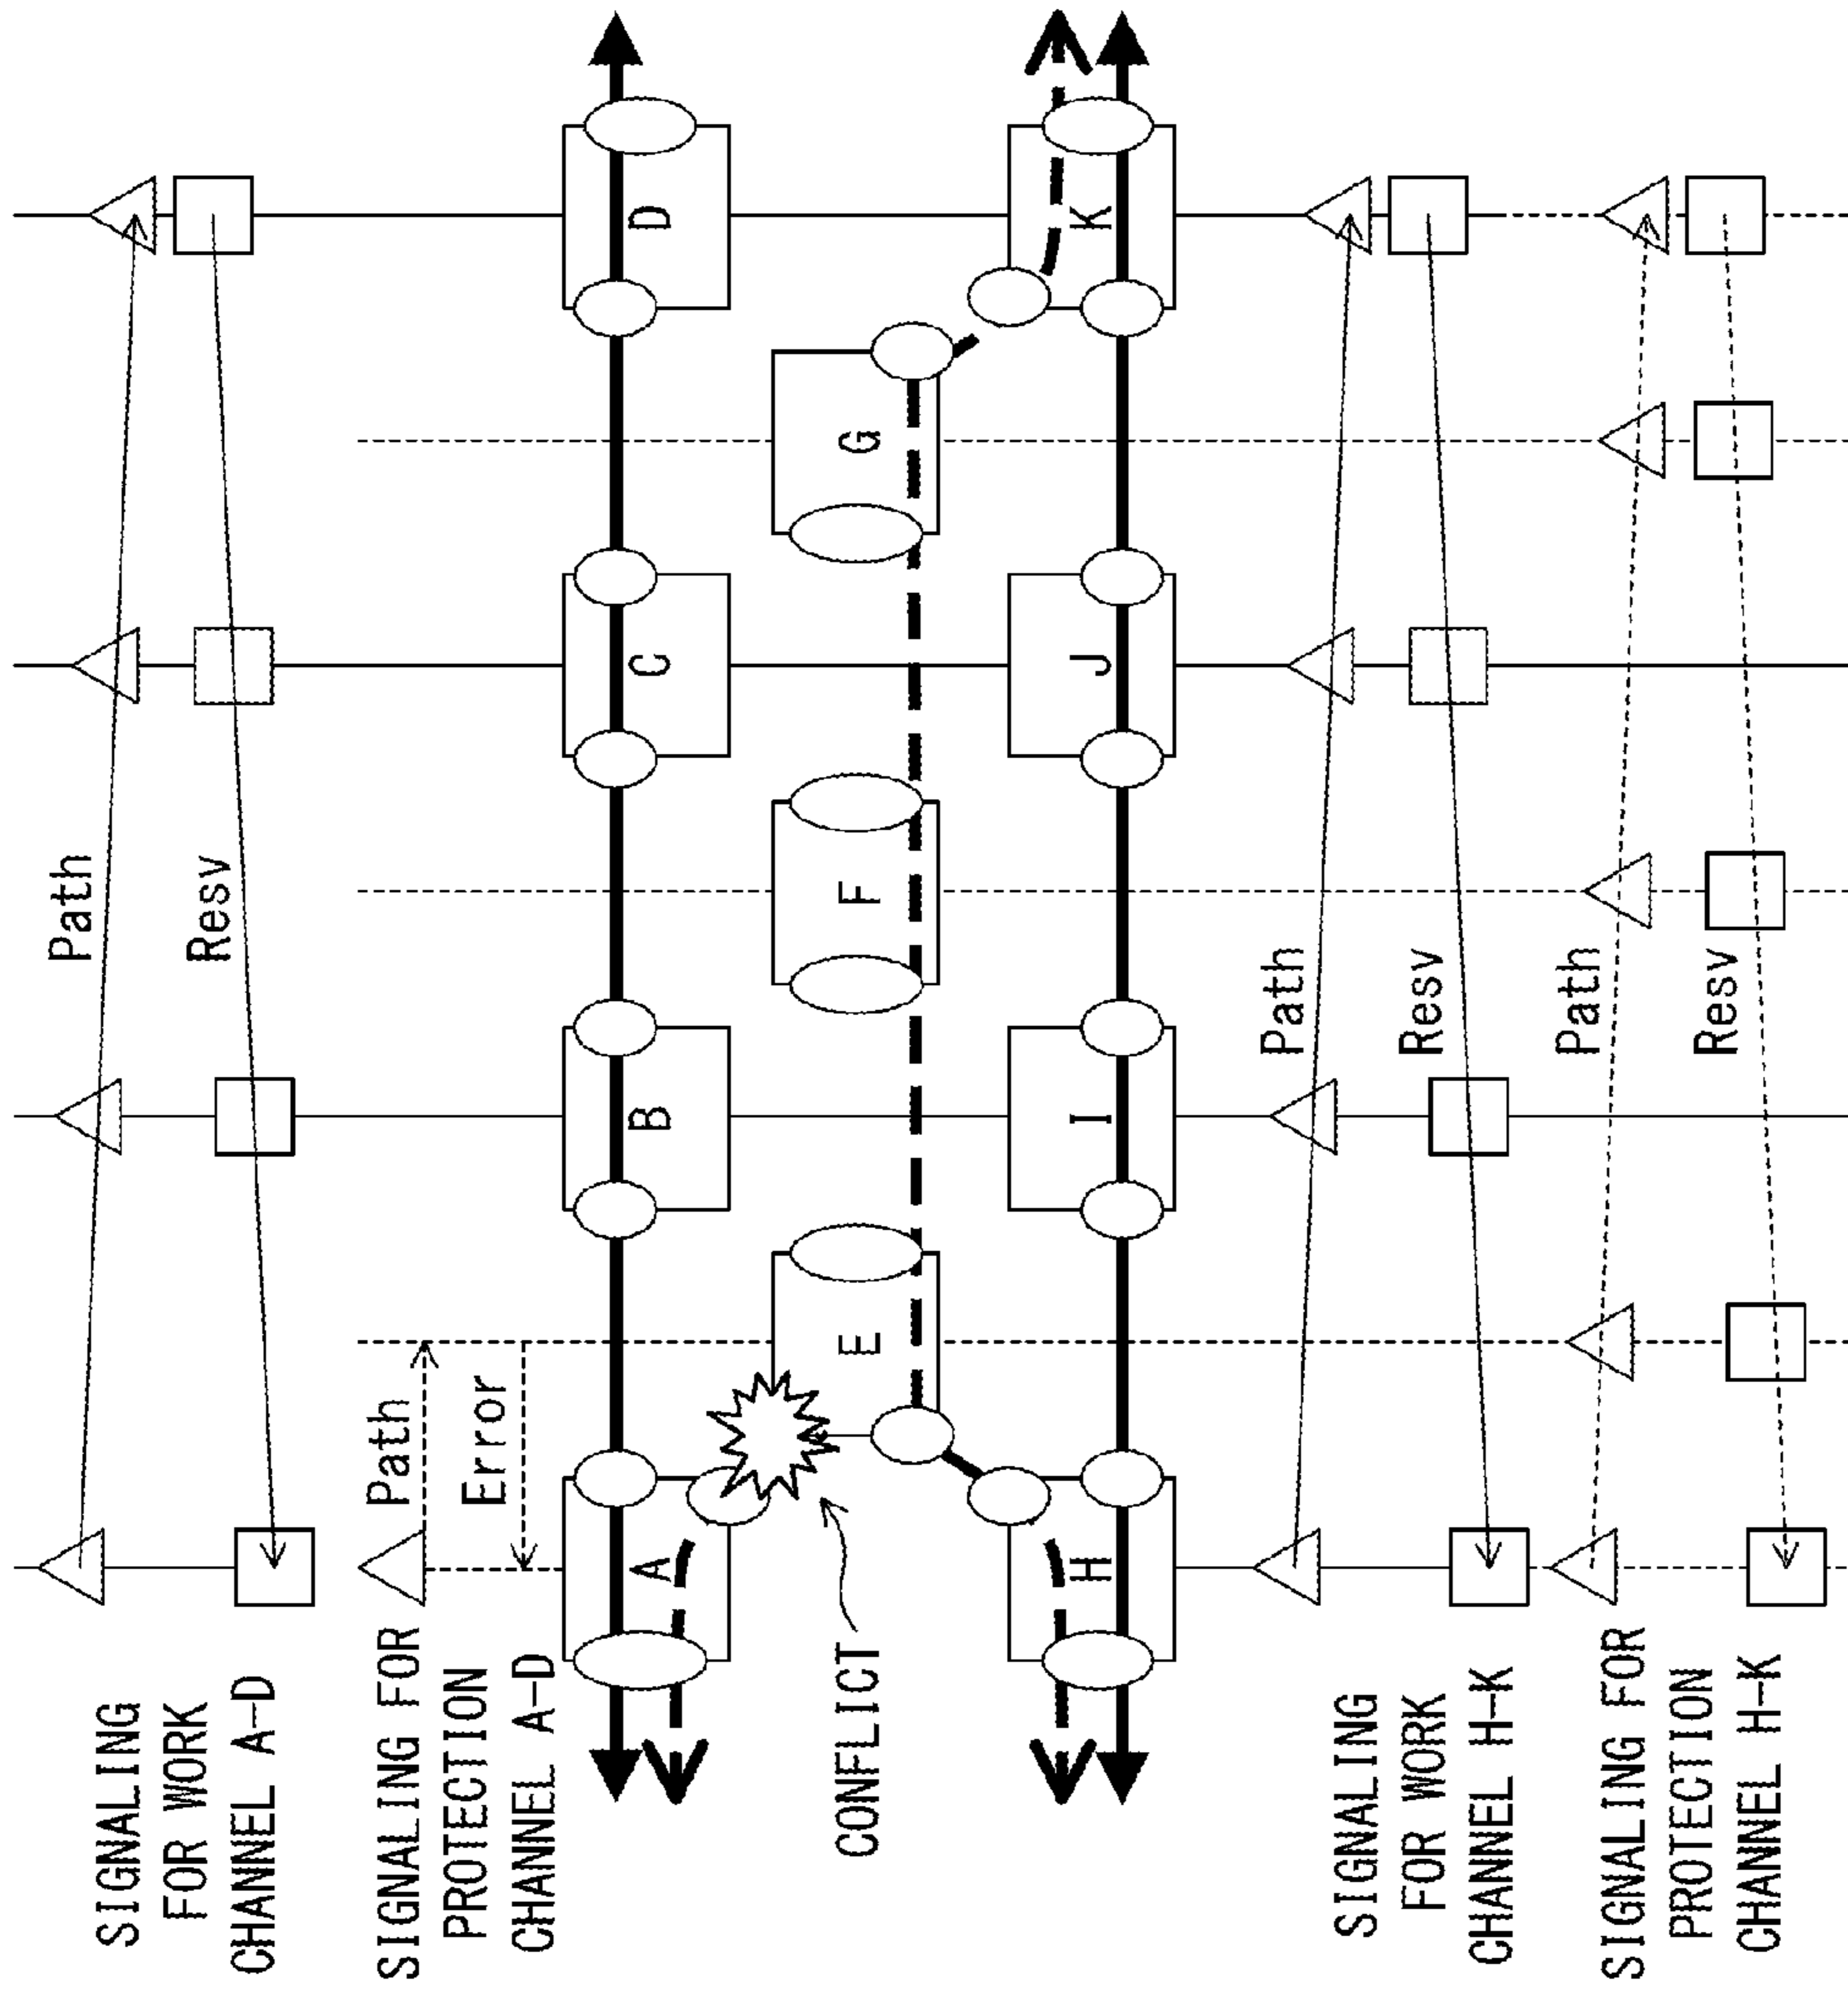 SIGNALING
FOR WORK
CHANNEL A-D
Path
Resv
SIGNALING FOR
PROTECTION
CHANNEL A-D
Path
Error
A
B
C
D
CONFLICT
E
F
G
H
I
J
K
SIGNALING
FOR WORK
CHANNEL H-K
Path
Resv
SIGNALING FOR
PROTECTION
CHANNEL H-K
Path
Resv